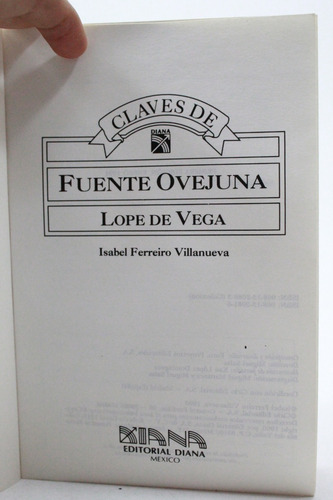 CLAVES DE
DIANA
FUENTE OVEJUNA
LOPE DE VEGA
Isabel Ferreiro Villanueva
DIANA
EDITORIAL DIANA
MEXICO